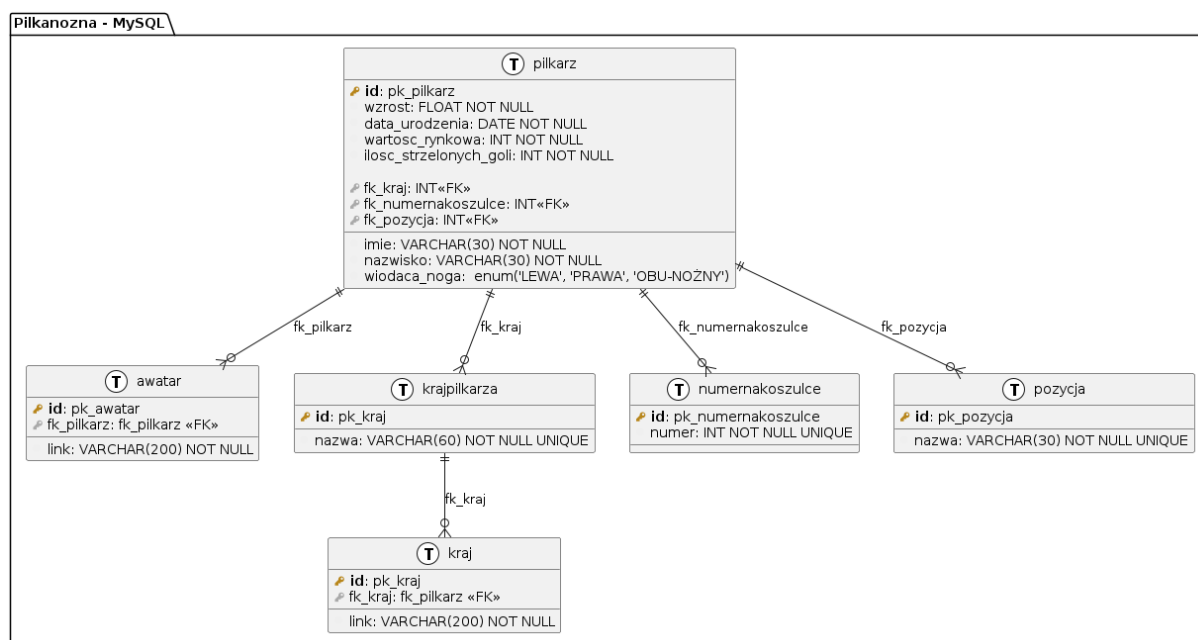 Pilkanozna - MySQL
T pilkarz
id: pk_pilkarz
wzrost: FLOAT NOT NULL
data_urodzenia: DATE NOT NULL
wartosc_rynkowa: INT NOT NULL
ilosc_strzelonych_goli: INT NOT NULL
fk_kraj: INT«FK»
fk_numernakoszulce: INT«FK»
fk_pozycja: INT«FK»
imie: VARCHAR(30) NOT NULL
nazwisko: VARCHAR(30) NOT NULL
wiodaca_noga: enum('LEWA', 'PRAWA', 'OBU-NOŻNY')
fk_pilkarz
fk_kraj
fk_numernakoszulce
fk_pozycja
T awatar
id: pk_awatar
fk_pilkarz: fk_pilkarz «FK»
link: VARCHAR(200) NOT NULL
T krajpilkarza
id: pk_kraj
nazwa: VARCHAR(60) NOT NULL UNIQUE
T numernakoszulce
id: pk_numernakoszulce
numer: INT NOT NULL UNIQUE
T pozycja
id: pk_pozycja
nazwa: VARCHAR(30) NOT NULL UNIQUE
fk_kraj
T kraj
id: pk_kraj
fk_kraj: fk_pilkarz «FK»
link: VARCHAR(200) NOT NULL